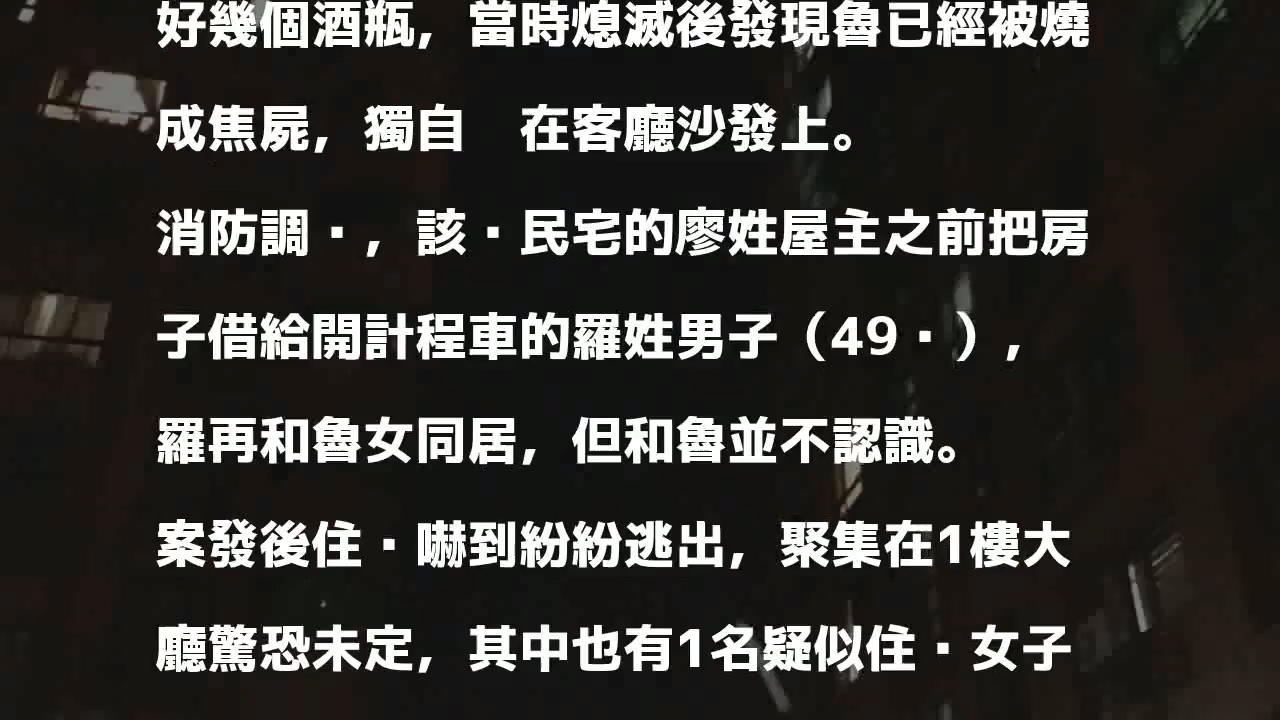 好幾個酒瓶，當時熄滅後發現魯已經被燒
成焦屍，獨自　在客廳沙發上。
消防調▪，該▪民宅的廖姓屋主之前把房
子借給開計程車的羅姓男子（49▪），
羅再和魯女同居，但和魯並不認識。
案發後住▪嚇到紛紛逃出，聚集在1樓大
廳驚恐未定，其中也有1名疑似住▪女子